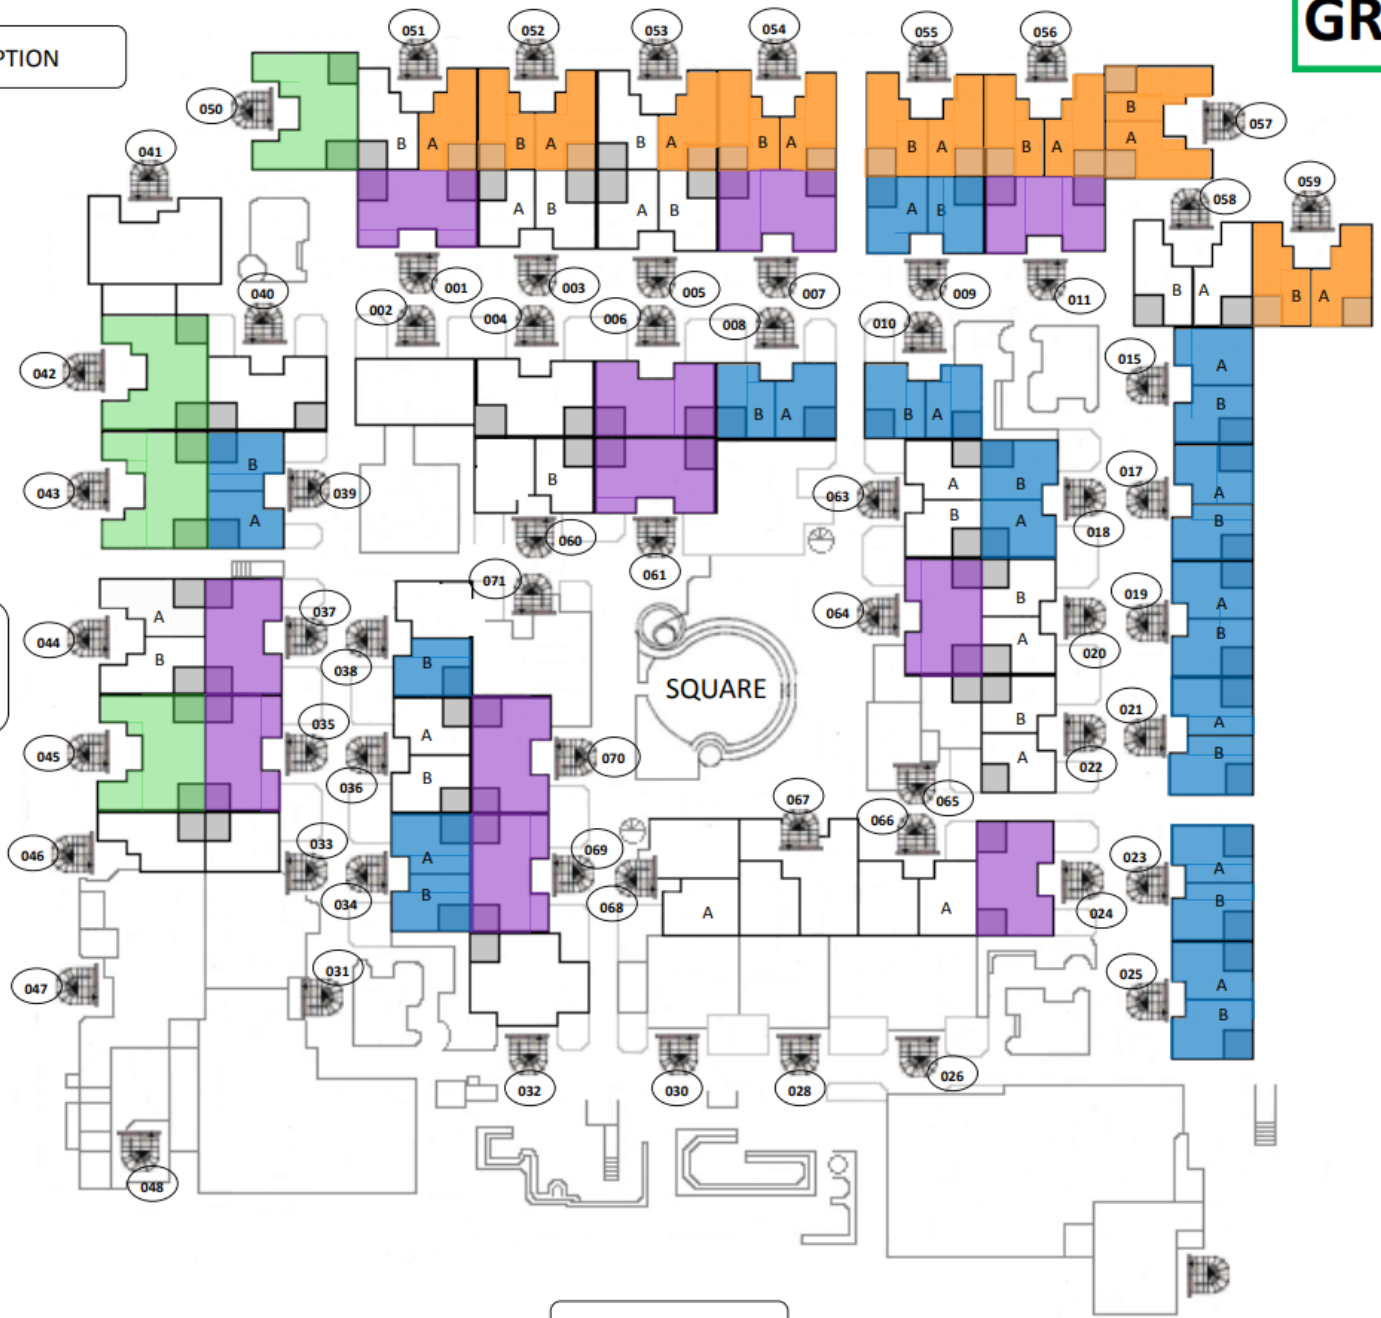 GR
PTION
051 052 053 054 055 056
050 057
B A B A B A B A B A B A B
A
041
058 059
A B A B A B
B A B A
040 001 003 005 007 009 011
002 004 006 008 010
042 015
A
B A B A B
043 039 B
A
B
063 A
B
B
A
018
017 A
B
060
061
071
044 A
B
037
038 B
064 B
A
020
019 A
B
SQUARE
045 035
036 A
B
070
B
A
022
021 A
B
065
067
066
046 033
034 A
B
069
068
A A
024
023 A
B
047 031
025 A
B
032 030 028 026
048